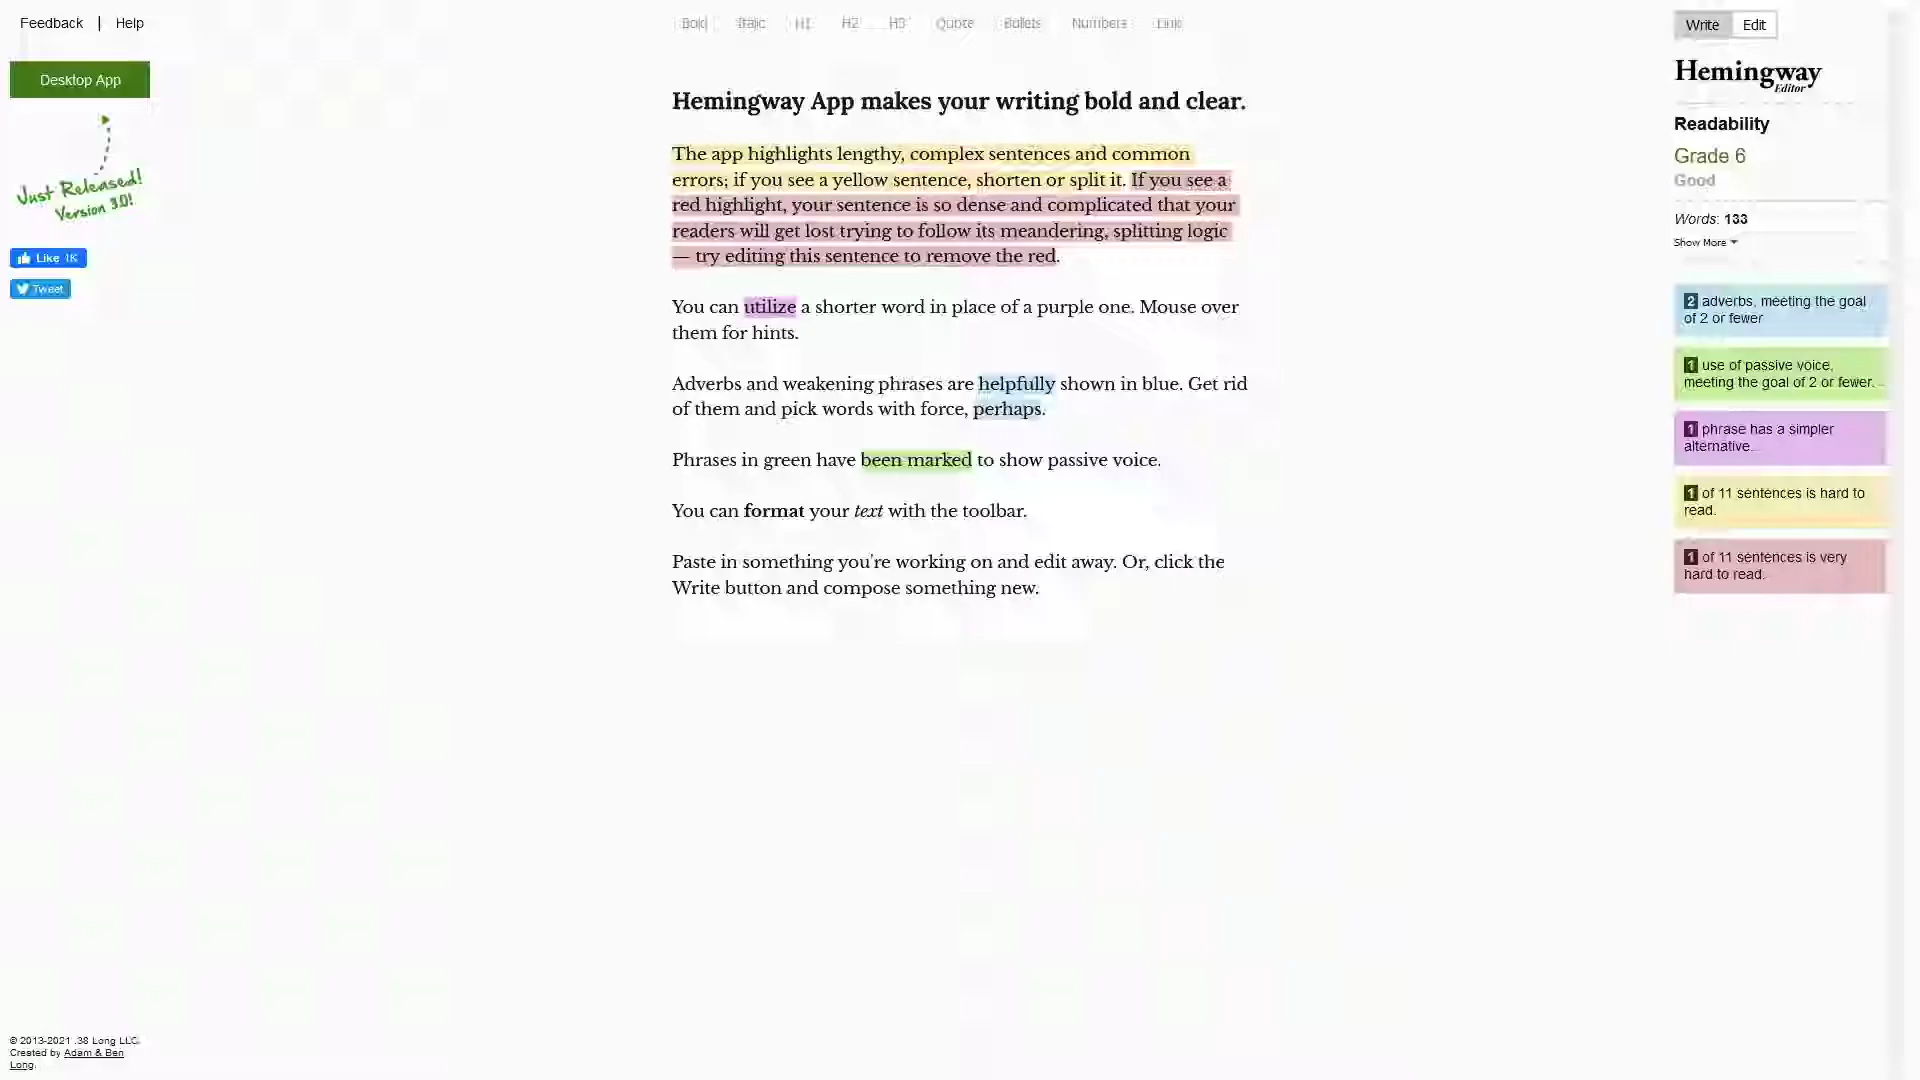 Feedback | Help
Bold Italic H1 H2 H3 Quote Bullets Numbers Link
Write Edit
Desktop App
Just Released!
Version 3.0!
Like 1K
Tweet
Hemingway App makes your writing bold and clear.
The app highlights lengthy, complex sentences and common
errors; if you see a yellow sentence, shorten or split it. If you see a
red highlight, your sentence is so dense and complicated that your
readers will get lost trying to follow its meandering, splitting logic
— try editing this sentence to remove the red.
You can utilize a shorter word in place of a purple one. Mouse over
them for hints.
Adverbs and weakening phrases are helpfully shown in blue. Get rid
of them and pick words with force, perhaps.
Phrases in green have been marked to show passive voice.
You can format your text with the toolbar.
Paste in something you're working on and edit away. Or, click the
Write button and compose something new.
Hemingway
Editor
Readability
Grade 6
Good
Words: 133
Show More
2 adverbs, meeting the goal
of 2 or fewer
1 use of passive voice,
meeting the goal of 2 or fewer.
1 phrase has a simpler
alternative.
1 of 11 sentences is hard to
read.
1 of 11 sentences is very
hard to read.
© 2013-2021 .38 Long LLC.
Created by Adam & Ben
Long.